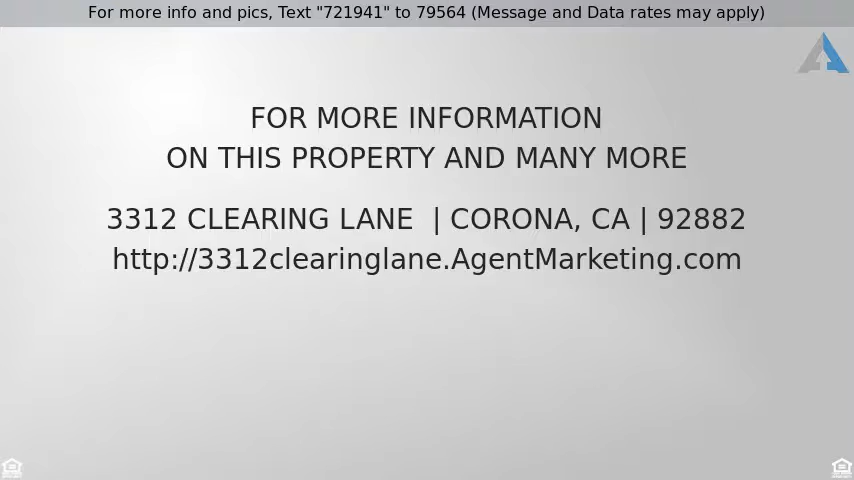 For more info and pics, Text "721941" to 79564 (Message and Data rates may apply)
FOR MORE INFORMATION
ON THIS PROPERTY AND MANY MORE
3312 CLEARING LANE | CORONA, CA | 92882
http://3312clearinglane.AgentMarketing.com